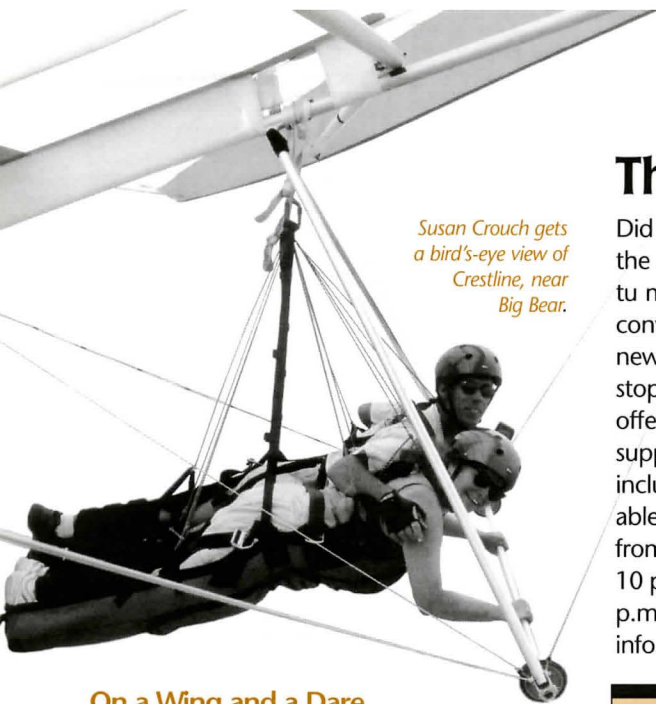 Susan Crouch gets
a bird's-eye view of
Crestline, near
Big Bear.
On a Wing and a Dare
Th
Did
the
tu
new
stop
offe
supp
inclu
able
from
10 p
p.m
info